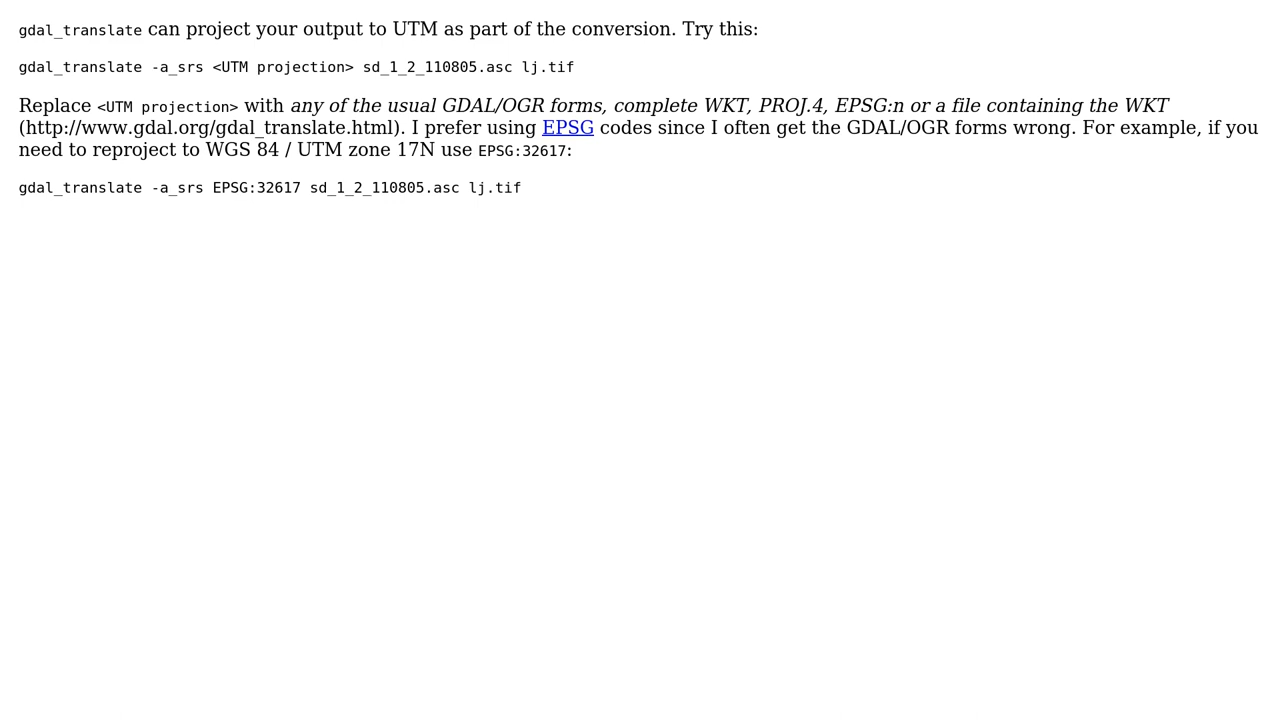 gdal_translate can project your output to UTM as part of the conversion. Try this:
gdal_translate -a_srs <UTM projection> sd_1_2_110805.asc lj.tif
Replace <UTM projection> with any of the usual GDAL/OGR forms, complete WKT, PROJ.4, EPSG:n or a file containing the WKT
(http://www.gdal.org/gdal_translate.html). I prefer using EPSG codes since I often get the GDAL/OGR forms wrong. For example, if you
need to reproject to WGS 84 / UTM zone 17N use EPSG:32617:
gdal_translate -a_srs EPSG:32617 sd_1_2_110805.asc lj.tif